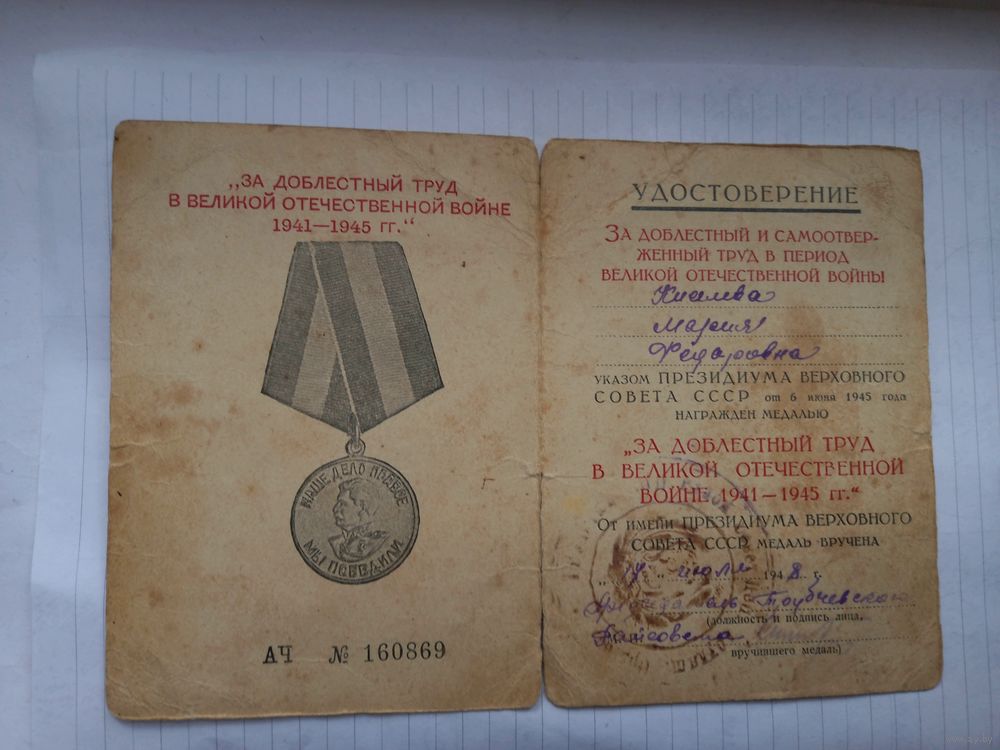 „ЗА ДОБЛЕСТНЫЙ ТРУД
В ВЕЛИКОЙ ОТЕЧЕСТВЕННОЙ ВОЙНЕ
1941—1945 гг.“
НАШЕ ДЕЛО ПРАВОЕ
МЫ ПОБЕДИЛИ
АЧ № 160869
УДОСТОВЕРЕНИЕ
ЗА ДОБЛЕСТНЫЙ И САМООТВЕР-
ЖЕННЫЙ ТРУД В ПЕРИОД
ВЕЛИКОЙ ОТЕЧЕСТВЕННОЙ ВОЙНЫ
Мария
Федоровна
УКАЗОМ ПРЕЗИДИУМА ВЕРХОВНОГО
СОВЕТА СССР от 6 июня 1945 года
НАГРАЖДЕН МЕДАЛЬЮ
„ЗА ДОБЛЕСТНЫЙ ТРУД
В ВЕЛИКОЙ ОТЕЧЕСТВЕННОЙ
ВОЙНЕ 1941—1945 гг.“
ОТ ИМЕНИ ПРЕЗИДИУМА ВЕРХОВНОГО
СОВЕТА СССР МЕДАЛЬ ВРУЧЕНА
июля 1948 г.
Трубчевского
(должность и подпись лица,
вручившего медаль)